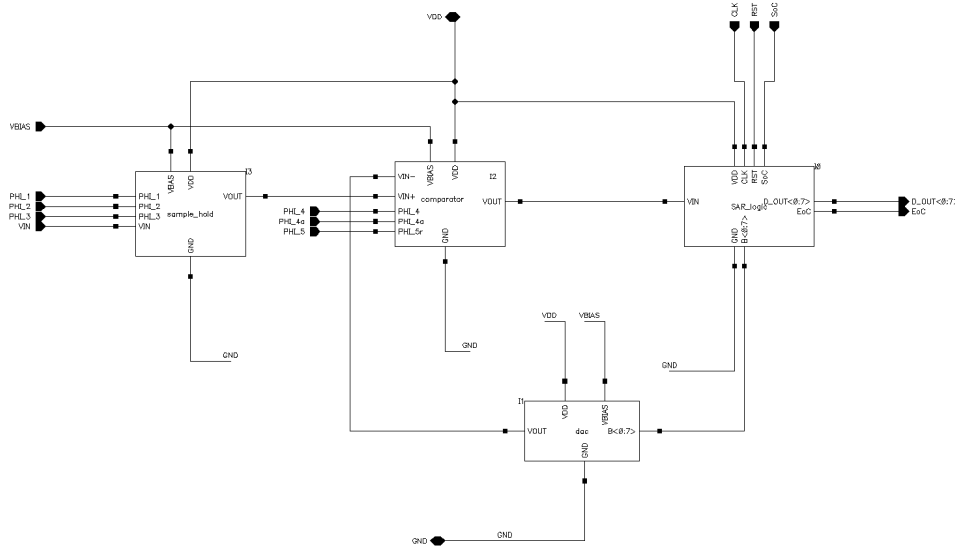 VDD
CLK
RST
SoC
VBIAS
I3
VBIAS
VDD
PHI_1
PHI_2
PHI_3
VIN
PHI_1
PHI_2
PHI_3
VIN
sample_hold
VOUT
GND
GND
I2
VBIAS
VDD
VIN-
VIN+
comparator
PHI_4
PHI_4a
PHI_5
PHI_4
PHI_4a
PHI_5r
VOUT
GND
GND
I0
VDD
CLK
RST
SoC
VIN
SAR_logic
D_OUT<0:7>
EoC
D_OUT<0:7>
EoC
GND
B<0:7>
GND
VDD
VBIAS
I1
VDD
VBIAS
VOUT
dac
B<0:7>
GND
GND
GND